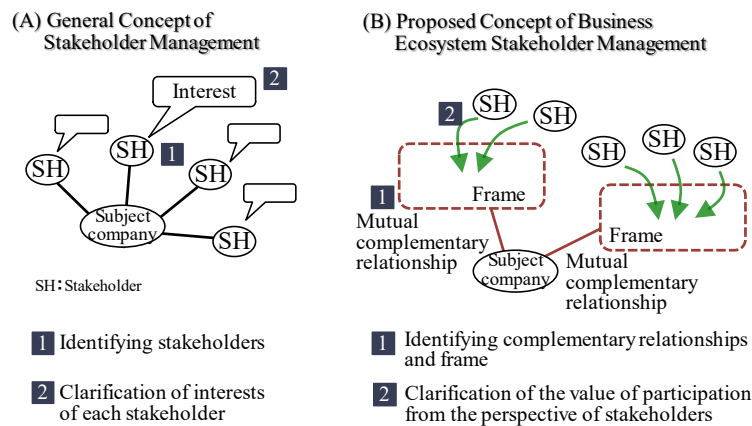 (A) General Concept of
Stakeholder Management
2
Interest
SH
1
SH
SH
SH
Subject
company
SH：Stakeholder
1 Identifying stakeholders
2 Clarification of interests
of each stakeholder
(B) Proposed Concept of Business
Ecosystem Stakeholder Management
2
SH
SH
SH
SH
SH
1
Frame
Frame
Mutual
complementary
relationship
Subject
company
Mutual
complementary
relationship
1 Identifying complementary relationships
and frame
2 Clarification of the value of participation
from the perspective of stakeholders